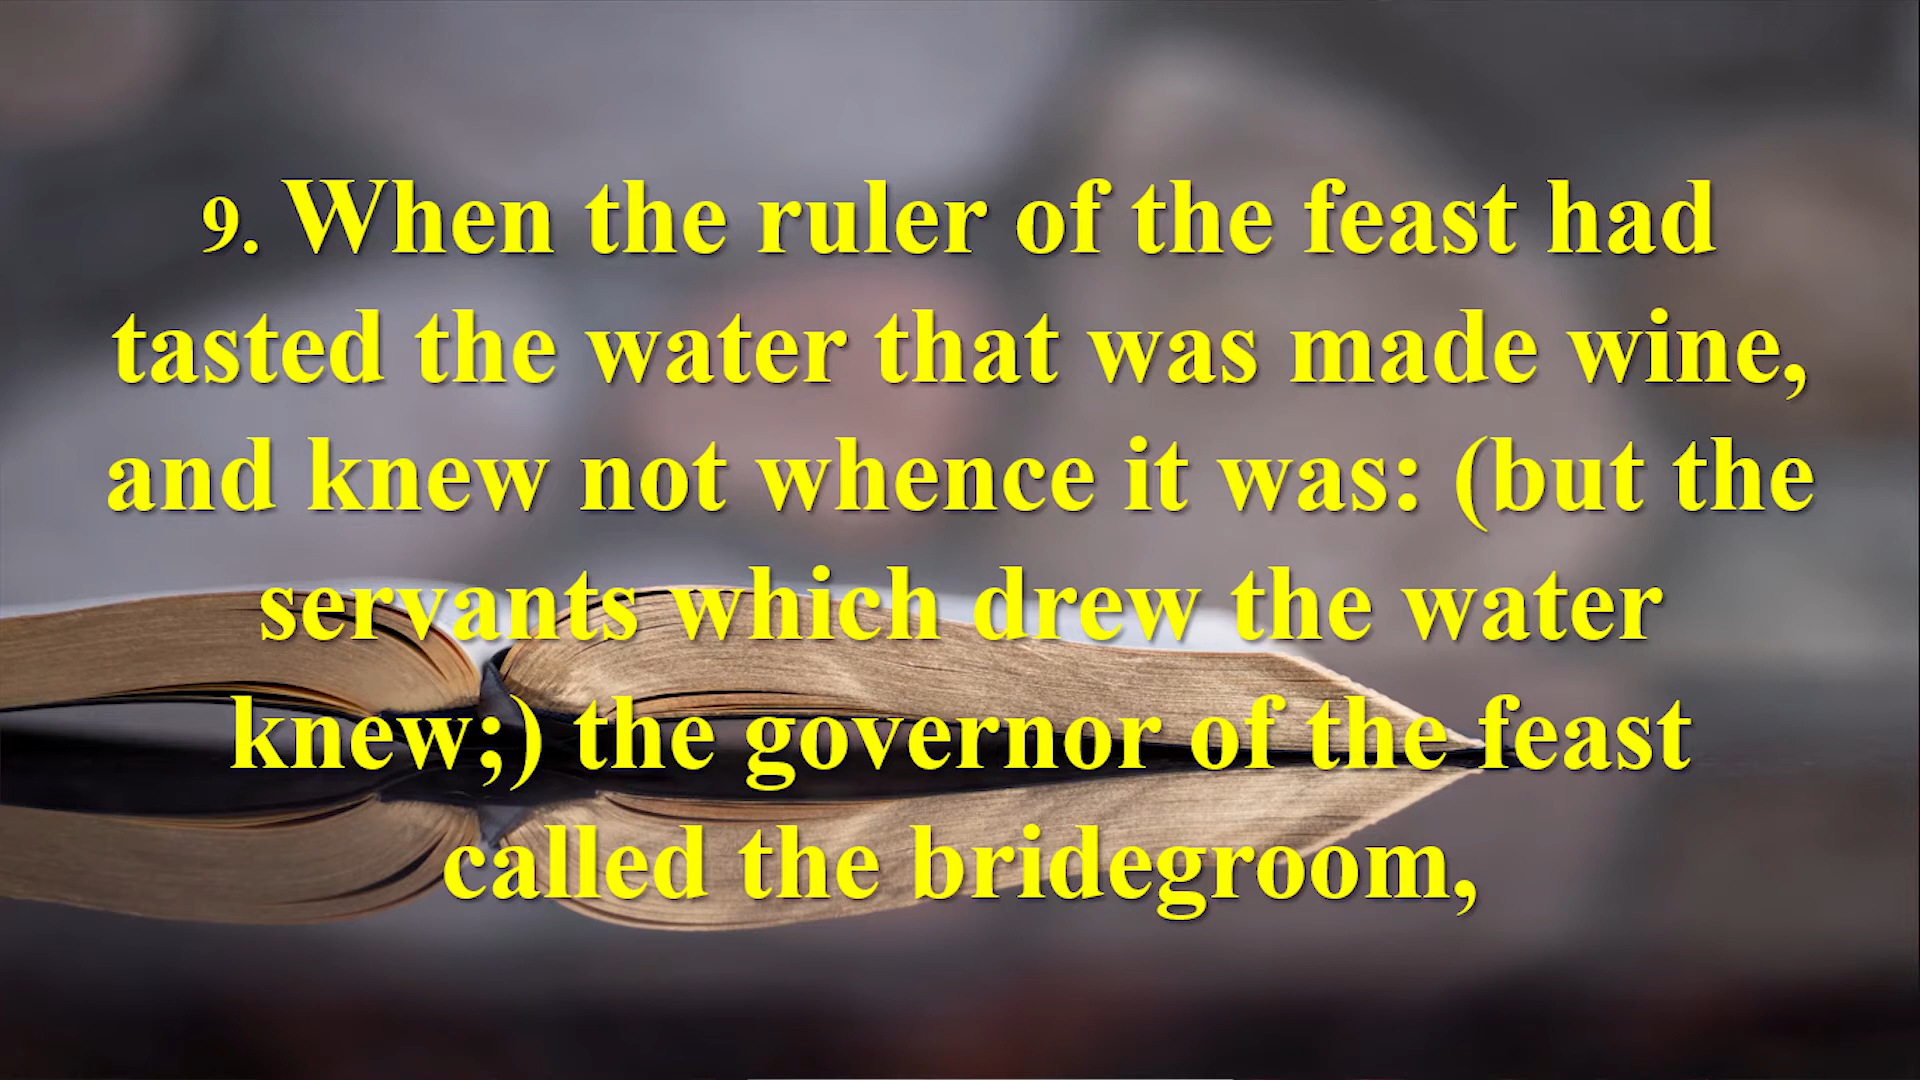 9. When the ruler of the feast had
tasted the water that was made wine,
and knew not whence it was: (but the
servants which drew the water
knew;) the governor of the feast
called the bridegroom,